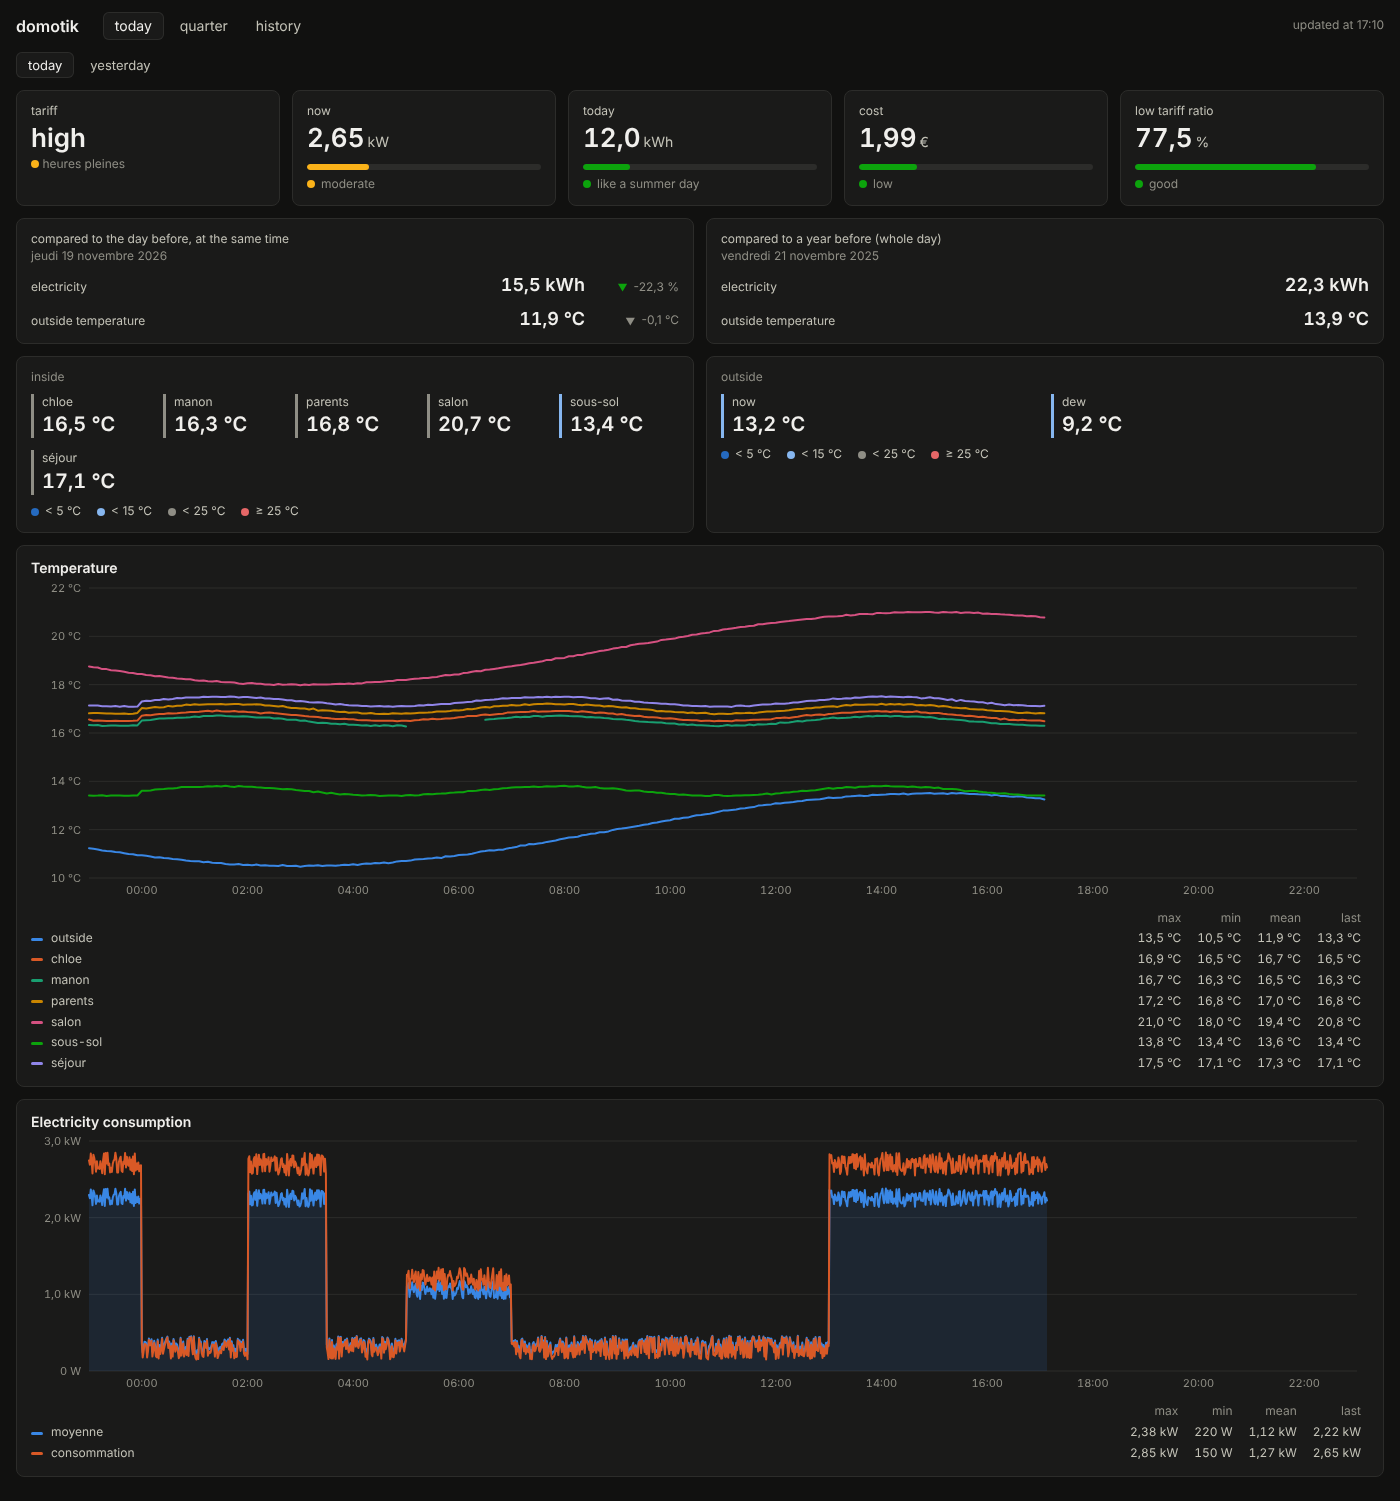 domotik today quarter history updated at 17:10
today yesterday
tariff
high
heures pleines
now
2,65 kW
moderate
today
12,0 kWh
like a summer day
cost
1,99 €
low
low tariff ratio
77,5 %
good
compared to the day before, at the same time
jeudi 19 novembre 2026
electricity 15,5 kWh ▼ -22,3 %
outside temperature 11,9 °C ▼ -0,1 °C
compared to a year before (whole day)
vendredi 21 novembre 2025
electricity 22,3 kWh
outside temperature 13,9 °C
inside
chloe manon parents salon sous-sol
16,5 °C 16,3 °C 16,8 °C 20,7 °C 13,4 °C
séjour
17,1 °C
< 5 °C < 15 °C < 25 °C ≥ 25 °C
outside
now dew
13,2 °C 9,2 °C
< 5 °C < 15 °C < 25 °C ≥ 25 °C
Temperature
22 °C
20 °C
18 °C
16 °C
14 °C
12 °C
10 °C
00:00 02:00 04:00 06:00 08:00 10:00 12:00 14:00 16:00 18:00 20:00 22:00
max min mean last
outside 13,5 °C 10,5 °C 11,9 °C 13,3 °C
chloe 16,9 °C 16,5 °C 16,7 °C 16,5 °C
manon 16,7 °C 16,3 °C 16,5 °C 16,3 °C
parents 17,2 °C 16,8 °C 17,0 °C 16,8 °C
salon 21,0 °C 18,0 °C 19,4 °C 20,8 °C
sous-sol 13,8 °C 13,4 °C 13,6 °C 13,4 °C
séjour 17,5 °C 17,1 °C 17,3 °C 17,1 °C
Electricity consumption
3,0 kW
2,0 kW
1,0 kW
0 W
00:00 02:00 04:00 06:00 08:00 10:00 12:00 14:00 16:00 18:00 20:00 22:00
max min mean last
moyenne 2,38 kW 220 W 1,12 kW 2,22 kW
consommation 2,85 kW 150 W 1,27 kW 2,65 kW